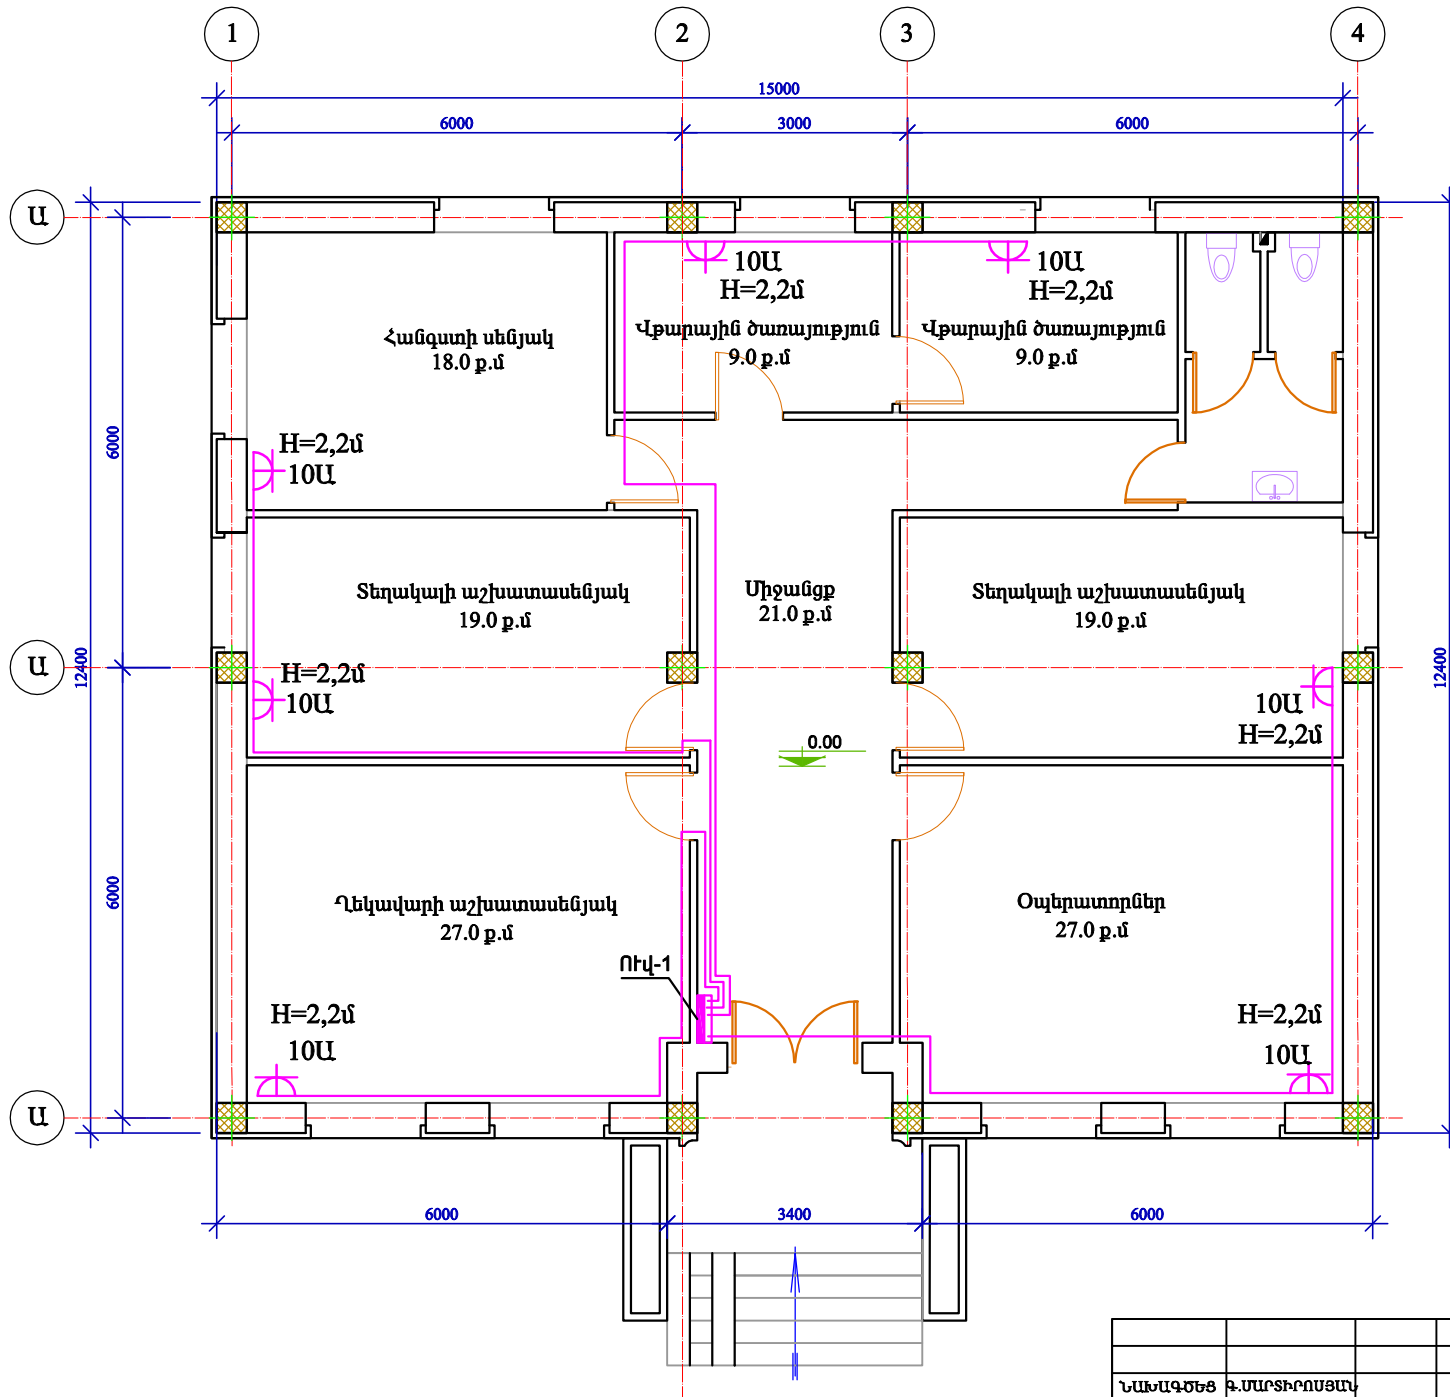 1
2
3
4
15000
6000
3000
6000
Ա
10Ա
H=2,2մ
10Ա
H=2,2մ
Հանգստի սենյակ
18.0 ք.մ
Վթարային ծառայություն
9.0 ք.մ
Վթարային ծառայություն
9.0 ք.մ
6000
H=2,2մ
10Ա
Տեղակալի աշխատասենյակ
19.0 ք.մ
Միջանցք
21.0 ք.մ
Տեղակալի աշխատասենյակ
19.0 ք.մ
Ա
12400
12400
H=2,2մ
10Ա
10Ա
H=2,2մ
0.00
6000
Ղեկավարի աշխատասենյակ
27.0 ք.մ
Օպերատորներ
27.0 ք.մ
ՈՒՎ-1
H=2,2մ
10Ա
H=2,2մ
10Ա
Ա
6000
3400
6000
ՆԱԽԱԳԾԵՑ Գ.ՄԱՐՏԻՐՈՍՅԱՆ